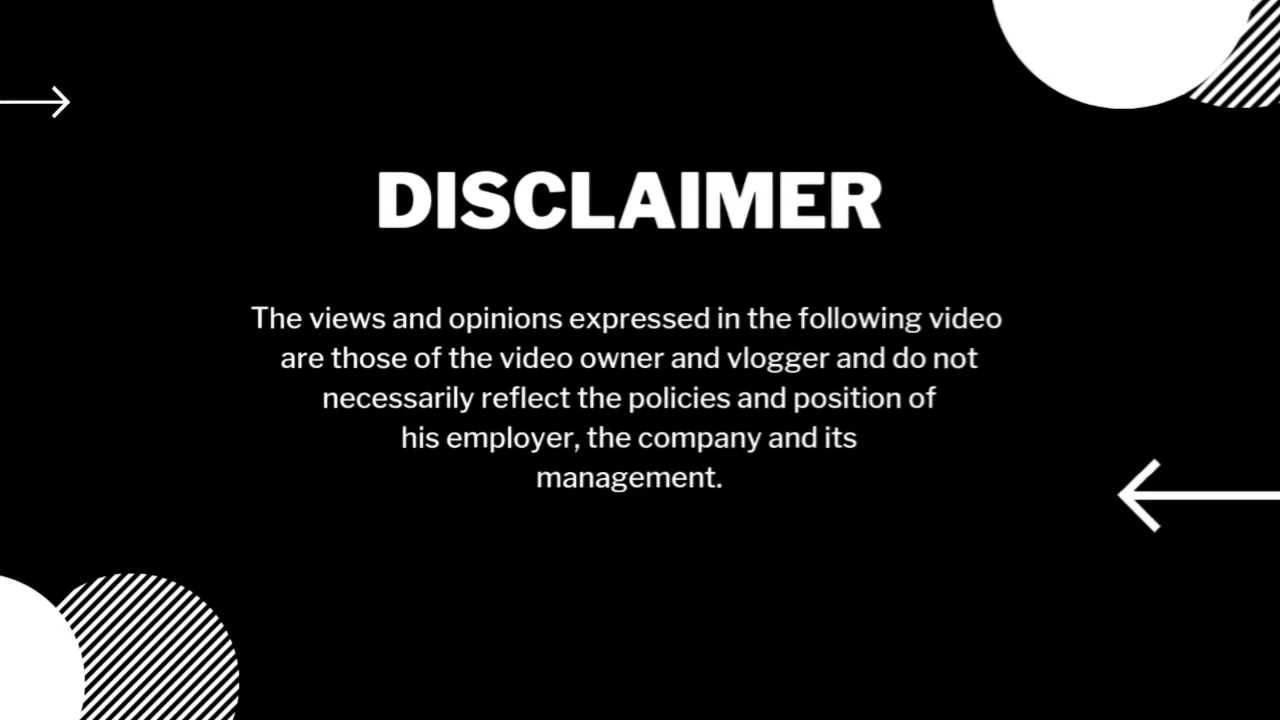 DISCLAIMER
The views and opinions expressed in the following video
are those of the video owner and vlogger and do not
necessarily reflect the policies and position of
his employer, the company and its
management.